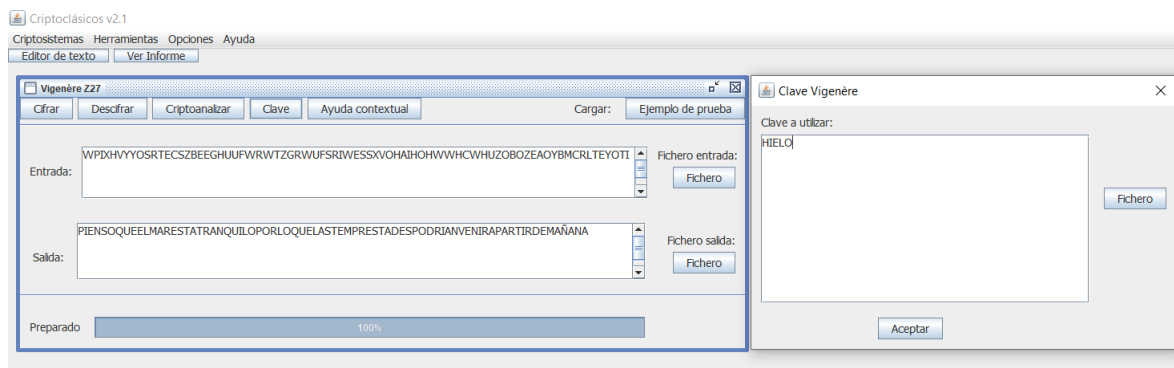 Criptoclásicos v2.1
Criptosistemas Herramientas Opciones Ayuda
Editor de texto Ver Informe
Vigenère Z27
Cifrar Descifrar Criptoanalizar Clave Ayuda contextual Cargar: Ejemplo de prueba
Entrada:
WPIXHVYYOSRTECSZBEEGHUUFWRWTZGRWUFSRIWESSXVOHAIHOHWWHCWHUZOBOZEAOYBMCRLTEYOTI
Fichero entrada:
Fichero
Salida:
PIENSOQUEELMARESTATRANQUILOPORLOQUELASTEMPRESTADESPODRIANVENIRAPARTIRDEMAÑANA
Fichero salida:
Fichero
Preparado 100%
Clave Vigenère
Clave a utilizar:
HIELO
Fichero
Aceptar